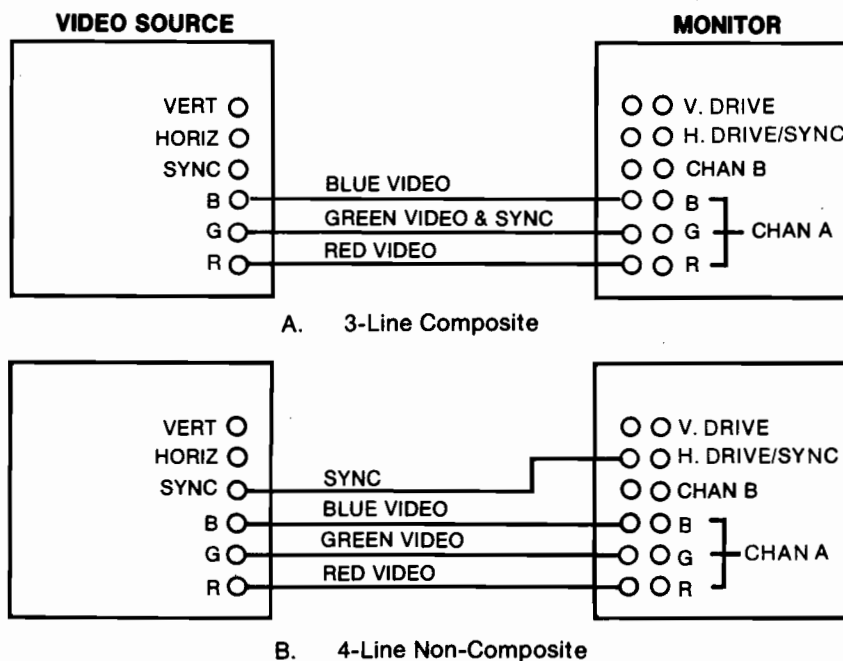 VIDEO SOURCE MONITOR
VERT V. DRIVE
HORIZ H. DRIVE/SYNC
SYNC CHAN B
B BLUE VIDEO B
G GREEN VIDEO & SYNC G CHAN A
R RED VIDEO R
A. 3-Line Composite
VERT V. DRIVE
HORIZ H. DRIVE/SYNC
SYNC SYNC CHAN B
B BLUE VIDEO B
G GREEN VIDEO G CHAN A
R RED VIDEO R
B. 4-Line Non-Composite